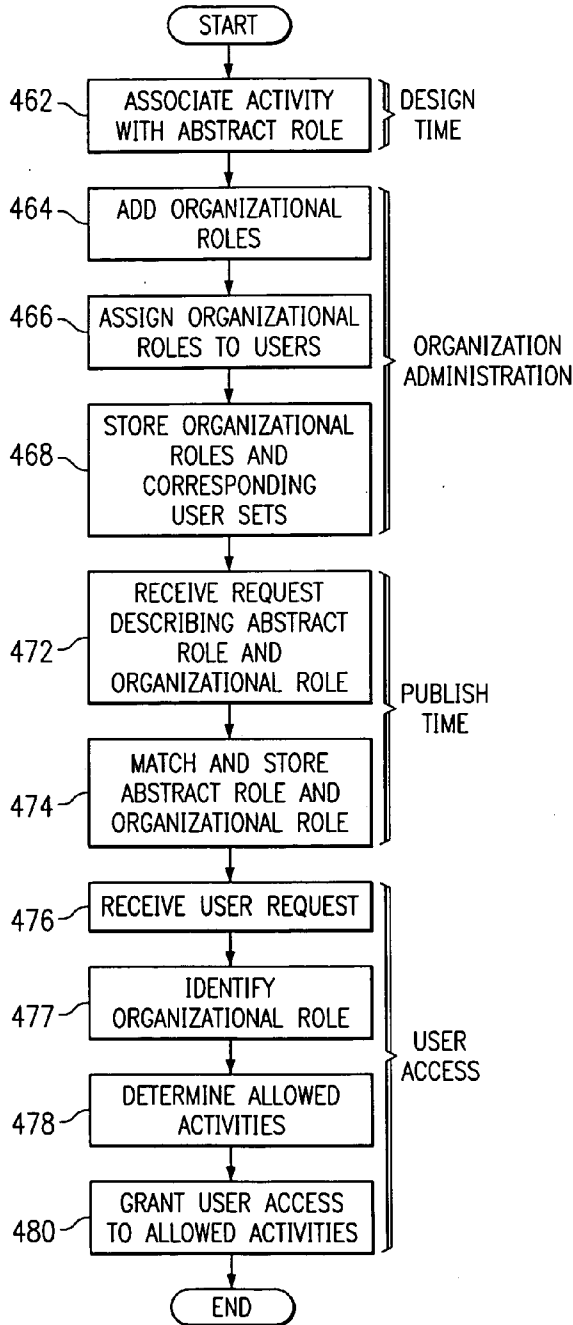 START
462
ASSOCIATE ACTIVITY
WITH ABSTRACT ROLE
DESIGN
TIME
464
ADD ORGANIZATIONAL
ROLES
466
ASSIGN ORGANIZATIONAL
ROLES TO USERS
ORGANIZATION
ADMINISTRATION
468
STORE ORGANIZATIONAL
ROLES AND
CORRESPONDING
USER SETS
472
RECEIVE REQUEST
DESCRIBING ABSTRACT
ROLE AND
ORGANIZATIONAL ROLE
PUBLISH
TIME
474
MATCH AND STORE
ABSTRACT ROLE AND
ORGANIZATIONAL ROLE
476
RECEIVE USER REQUEST
477
IDENTIFY
ORGANIZATIONAL ROLE
USER
ACCESS
478
DETERMINE ALLOWED
ACTIVITIES
480
GRANT USER ACCESS
TO ALLOWED ACTIVITIES
END